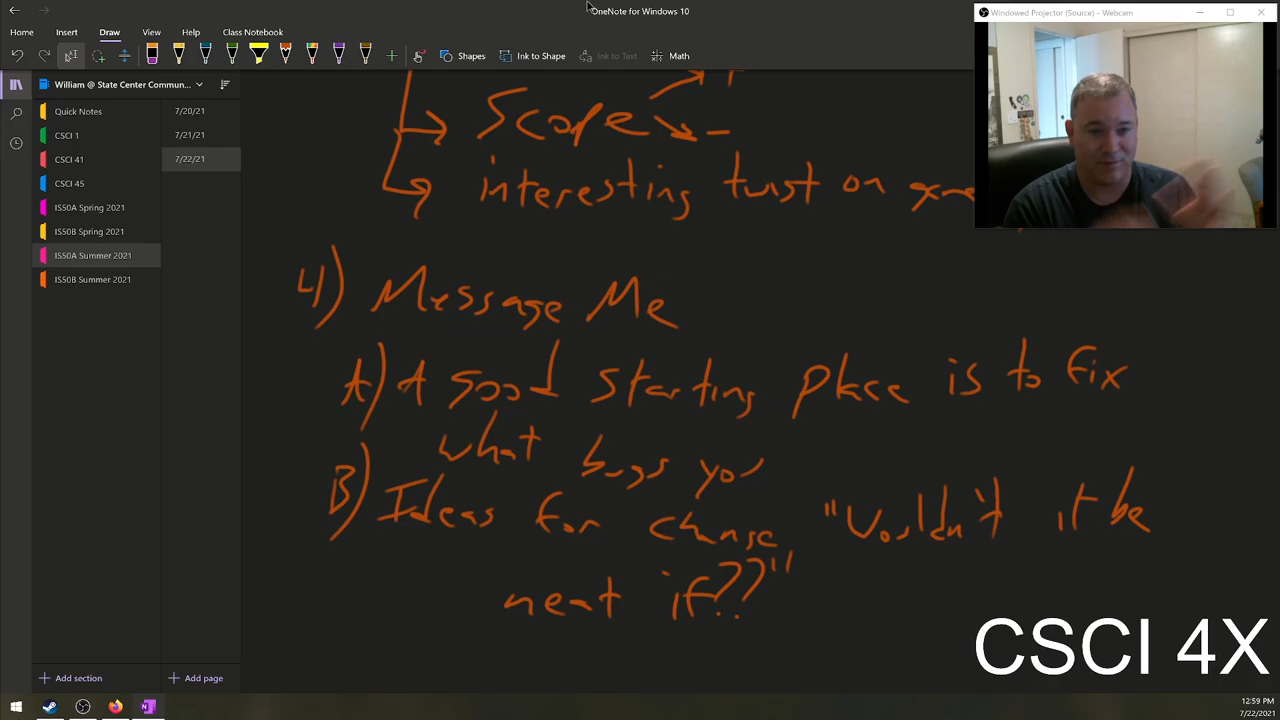 OneNote for Windows 10
Windowed Projector (Source) - Webcam
Home Insert Draw View Help Class Notebook
Shapes Ink to Shape Ink to Text Math
William @ State Center Commun...
Quick Notes
CSCI 1
CSCI 41
CSCI 45
IS50A Spring 2021
IS50B Spring 2021
IS50A Summer 2021
IS50B Summer 2021
7/20/21
7/21/21
7/22/21
Scope
interesting twist on
4) Message Me
A) A good starting place is to fix
what bugs you
B) Ideas for change "Wouldn't it be
neat if??"
CSCI 4X
Add section
Add page
12:59 PM
7/22/2021